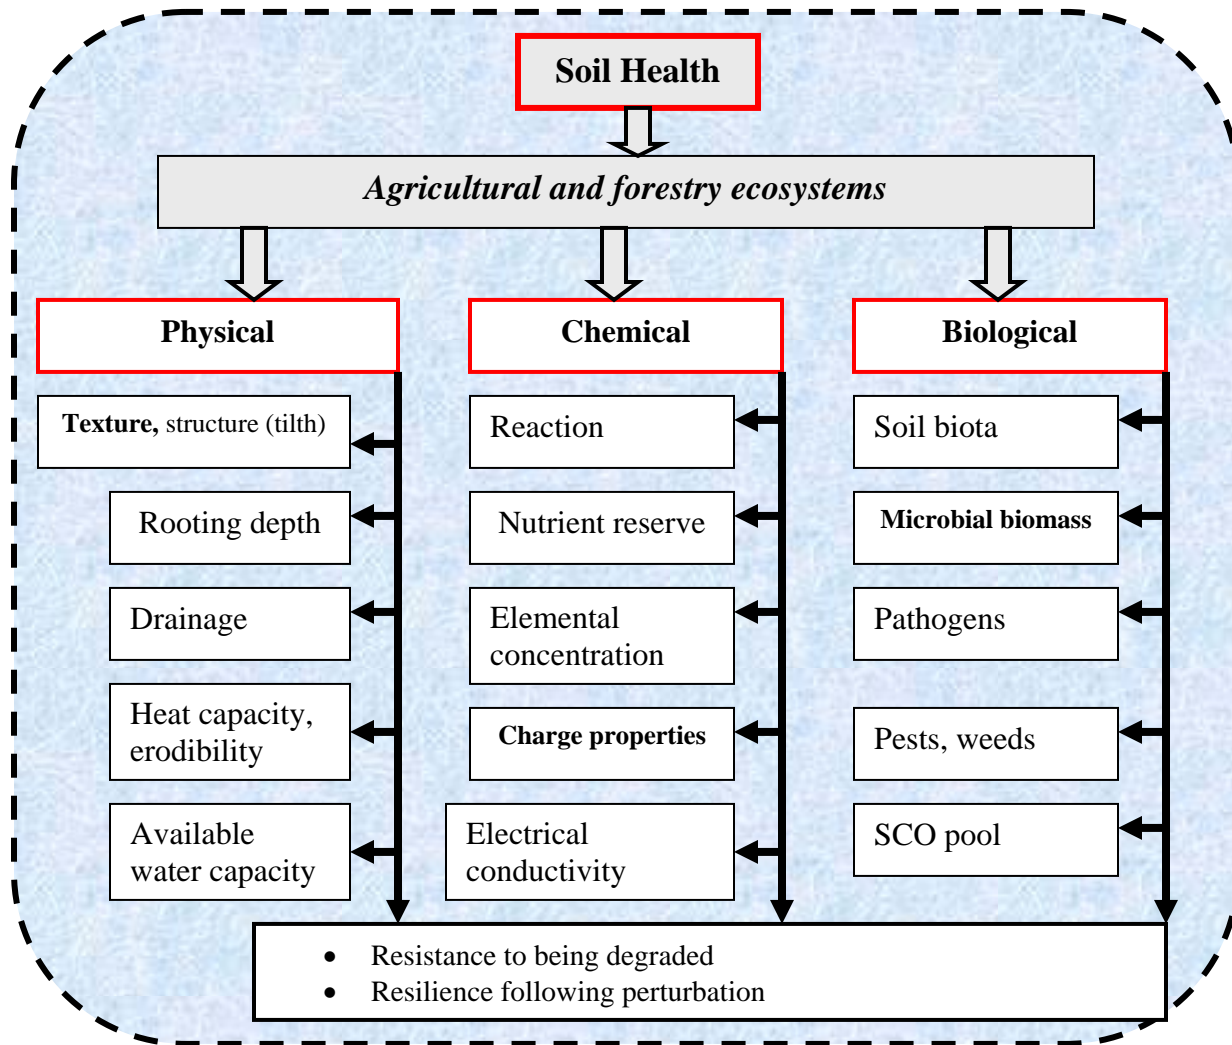 Soil Health
Agricultural and forestry ecosystems
Physical
Texture, structure (tilth)
Rooting depth
Drainage
Heat capacity,
erodibility
Available
water capacity
Chemical
Reaction
Nutrient reserve
Elemental
concentration
Charge properties
Electrical
conductivity
Biological
Soil biota
Microbial biomass
Pathogens
Pests, weeds
SCO pool
• Resistance to being degraded
• Resilience following perturbation